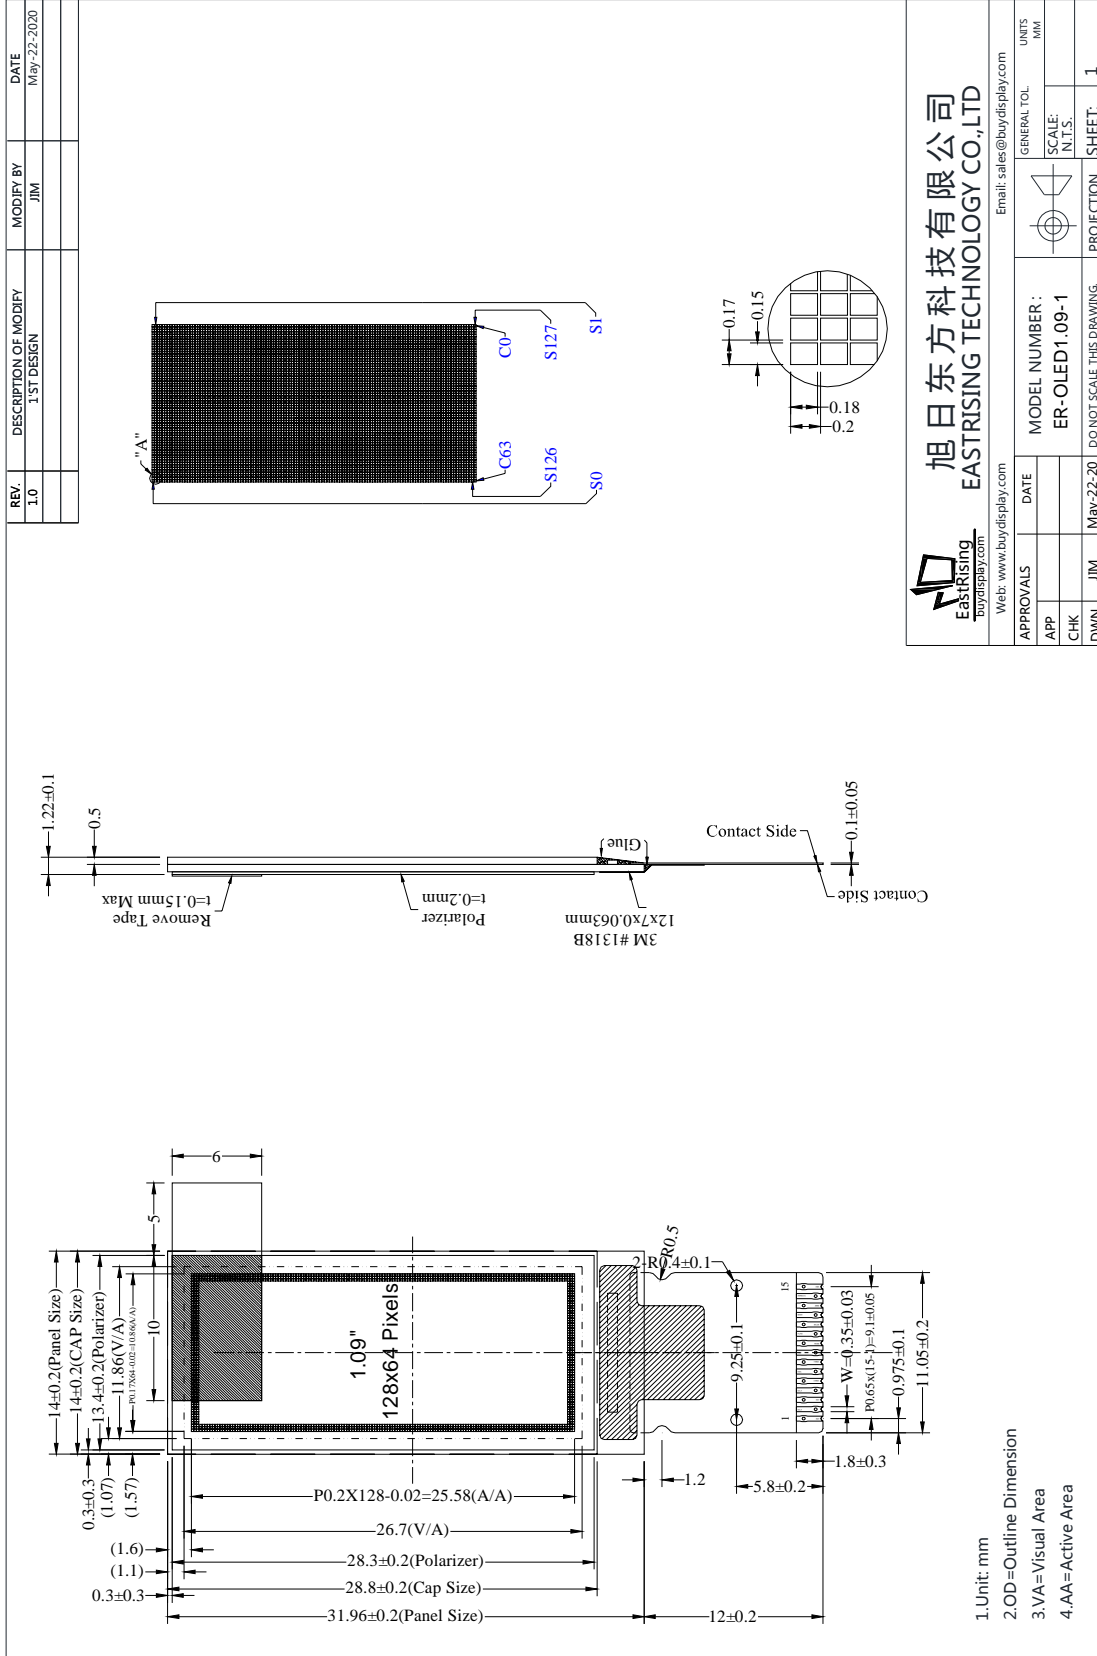 REV.
DESCRIPTION OF MODIFY
MODIFY BY
DATE
1.0
1'ST DESIGN
JIM
May-22-2020
"A"
C63
C0
S126
S127
S0
S1
0.17
0.15
0.18
0.2
1.22±0.1
0.5
Remove Tape
t=0.15mm Max
Polarizer
t=0.2mm
3M #1318B
12x7x0.063mm
Glue
Contact Side
Contact Side
0.1±0.05
6
5
10
14±0.2(Panel Size)
14±0.2(CAP Size)
13.4±0.2(Polarizer)
11.86(V/A)
P0.17X64-0.02=10.86(A/A)
0.3±0.3
(1.07)
(1.57)
1.09"
128x64 Pixels
P0.2X128-0.02=25.58(A/A)
26.7(V/A)
28.3±0.2(Polarizer)
28.8±0.2(Cap Size)
31.96±0.2(Panel Size)
(1.6)
(1.1)
0.3±0.3
12±0.2
1.2
R0.5
2-R0.4±0.1
9.25±0.1
5.8±0.2
1.8±0.3
1
15
W=0.35±0.03
P0.65x(15-1)=9.1±0.05
0.975±0.1
11.05±0.2
1.Unit: mm
2.OD=Outline Dimension
3.VA=Visual Area
4.AA=Active Area
EastRising
buydisplay.com
旭日东方科技有限公司
EASTRISING TECHNOLOGY CO.,LTD
Web: www.buydisplay.com
Email: sales@buydisplay.com
APPROVALS
DATE
APP
CHK
DWN
JIM
May-22-20
MODEL NUMBER :
ER-OLED1.09-1
DO NOT SCALE THIS DRAWING.
PROJECTION
GENERAL TOL.
UNITS
MM
SCALE:
N.T.S.
SHEET:
1